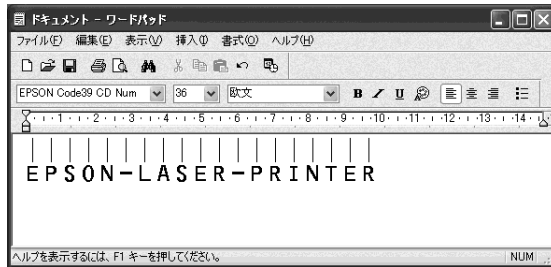 ドキュメント - ワードパッド
ファイル(F) 編集(E) 表示(V) 挿入(I) 書式(O) ヘルプ(H)
EPSON Code39 CD Num 36 欧文 B / U
1 2 3 4 5 6 7 8 9 10 11 12 13 14
EPSON-LASER-PRINTER
ヘルプを表示するには、F1 キーを押してください。 NUM